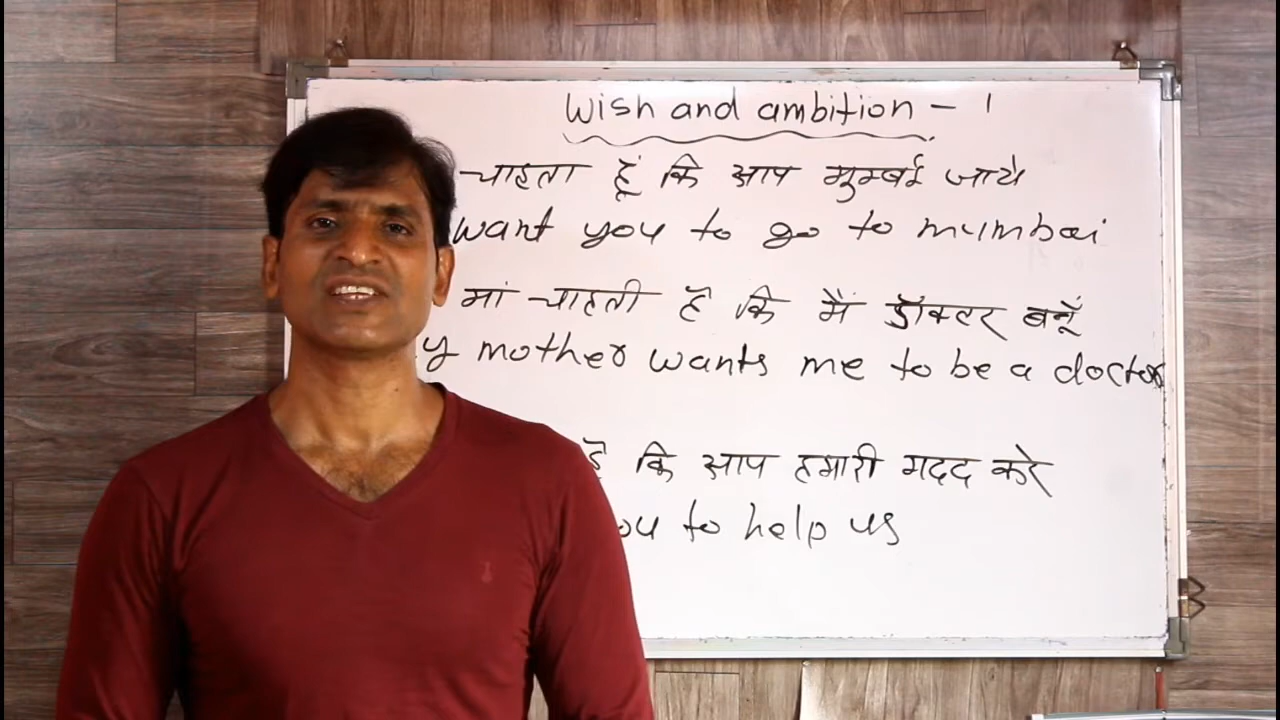 Wish and ambition - 1
चाहता हूं कि आप मुम्बई जाये
want you to go to mumbai
मां चाहती है कि मैं डॉक्टर बनूँ
y mother wants me to be a doctor
है कि आप हमारी मदद करे
ou to help us